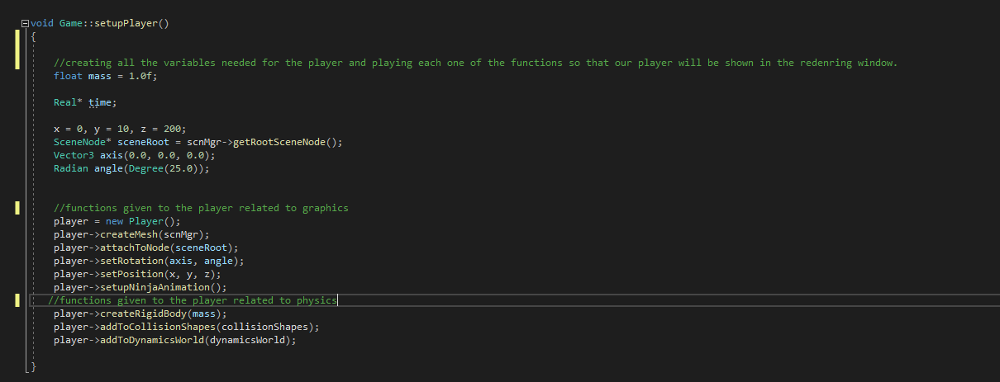 void Game::setupPlayer()
{
//creating all the variables needed for the player and playing each one of the functions so that our player will be shown in the redenring window.
float mass = 1.0f;
Real* time;
x = 0, y = 10, z = 200;
SceneNode* sceneRoot = scnMgr->getRootSceneNode();
Vector3 axis(0.0, 0.0, 0.0);
Radian angle(Degree(25.0));
//functions given to the player related to graphics
player = new Player();
player->createMesh(scnMgr);
player->attachToNode(sceneRoot);
player->setRotation(axis, angle);
player->setPosition(x, y, z);
player->setupNinjaAnimation();
//functions given to the player related to physics
player->createRigidBody(mass);
player->addToCollisionShapes(collisionShapes);
player->addToDynamicsWorld(dynamicsWorld);
}